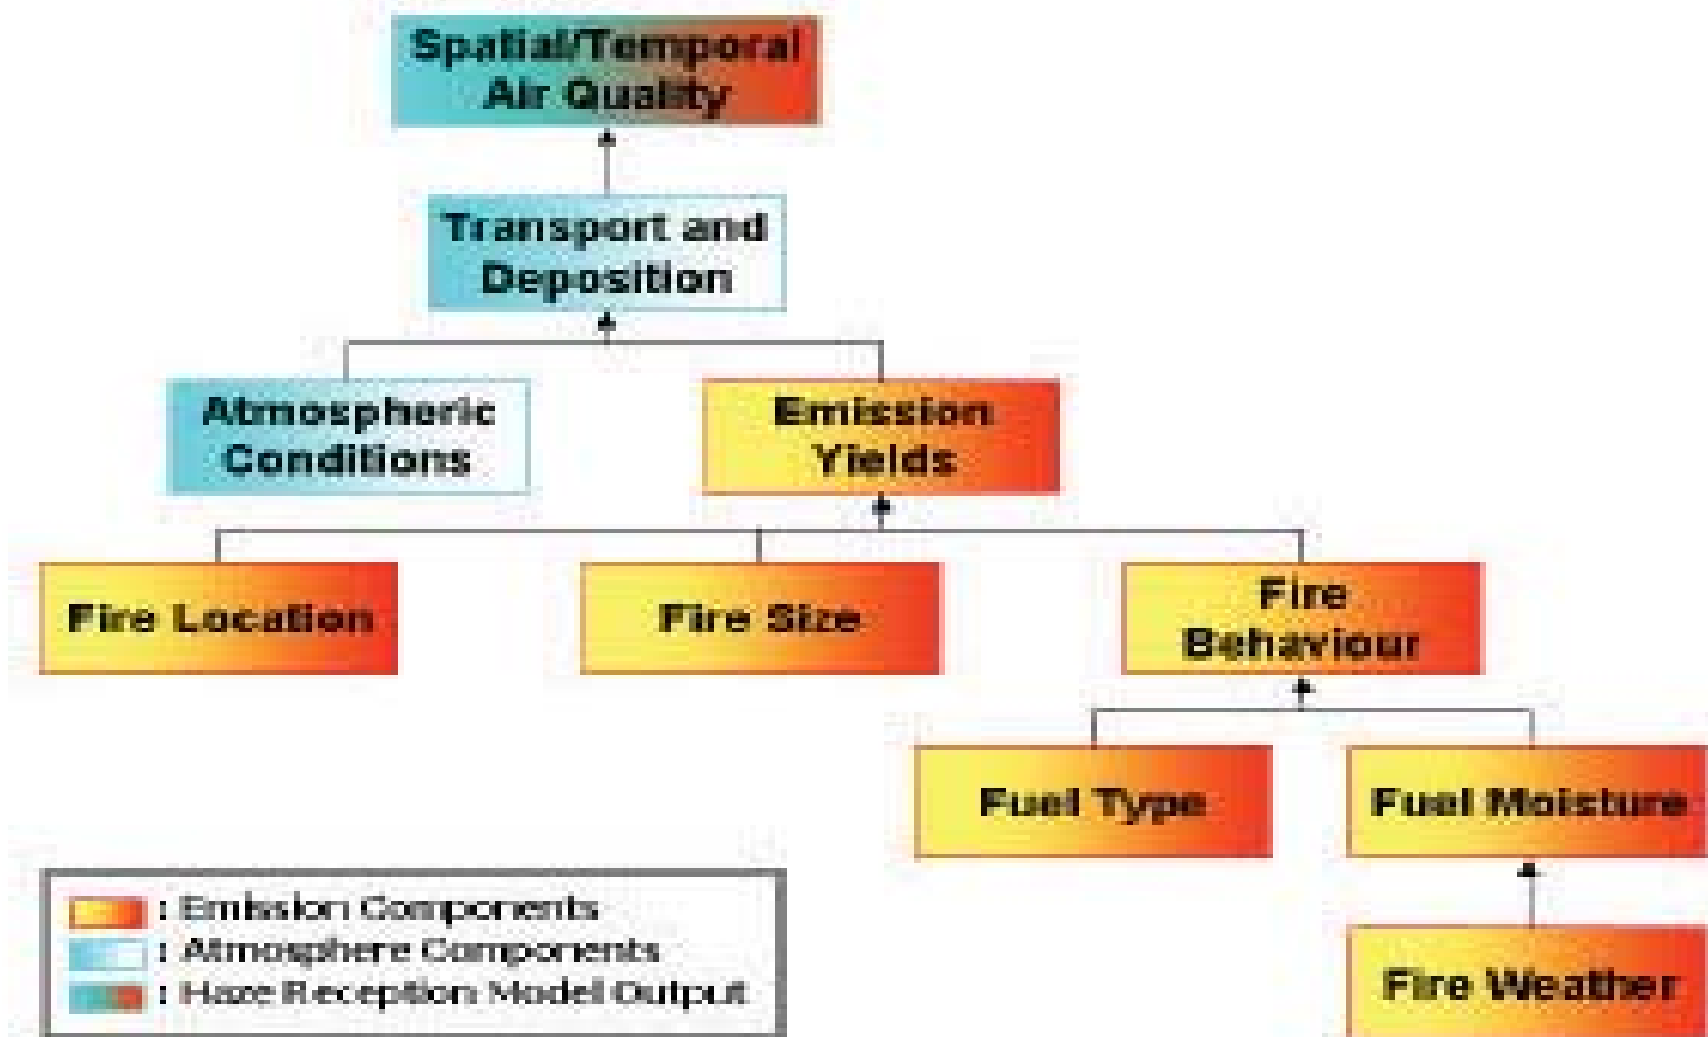 Spatial/Temporal
Air Quality
Transport and
Deposition
Atmospheric
Conditions
Emission
Yields
Fire Location
Fire Size
Fire
Behaviour
Fuel Type
Fuel Moisture
Fire Weather
: Emission Components
: Atmosphere Components
: Haze Reception Model Output